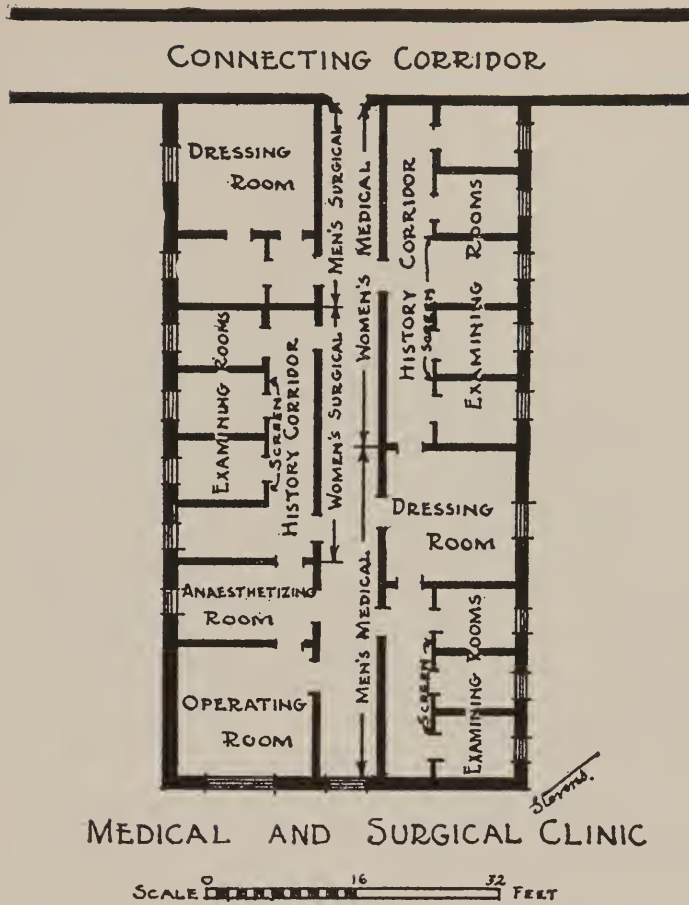 CONNECTING CORRIDOR
DRESSING
ROOM
MEN'S SURGICAL
WOMEN'S MEDICAL
HISTORY CORRIDOR
SCREEN
EXAMINING ROOMS
EXAMINING ROOMS
SCREEN
HISTORY CORRIDOR
WOMEN'S SURGICAL
DRESSING
ROOM
ANAESTHETIZING
ROOM
MEN'S MEDICAL
SCREEN
EXAMINING ROOMS
OPERATING
ROOM
Stevens.
MEDICAL AND SURGICAL CLINIC
SCALE 0 16 32 FEET